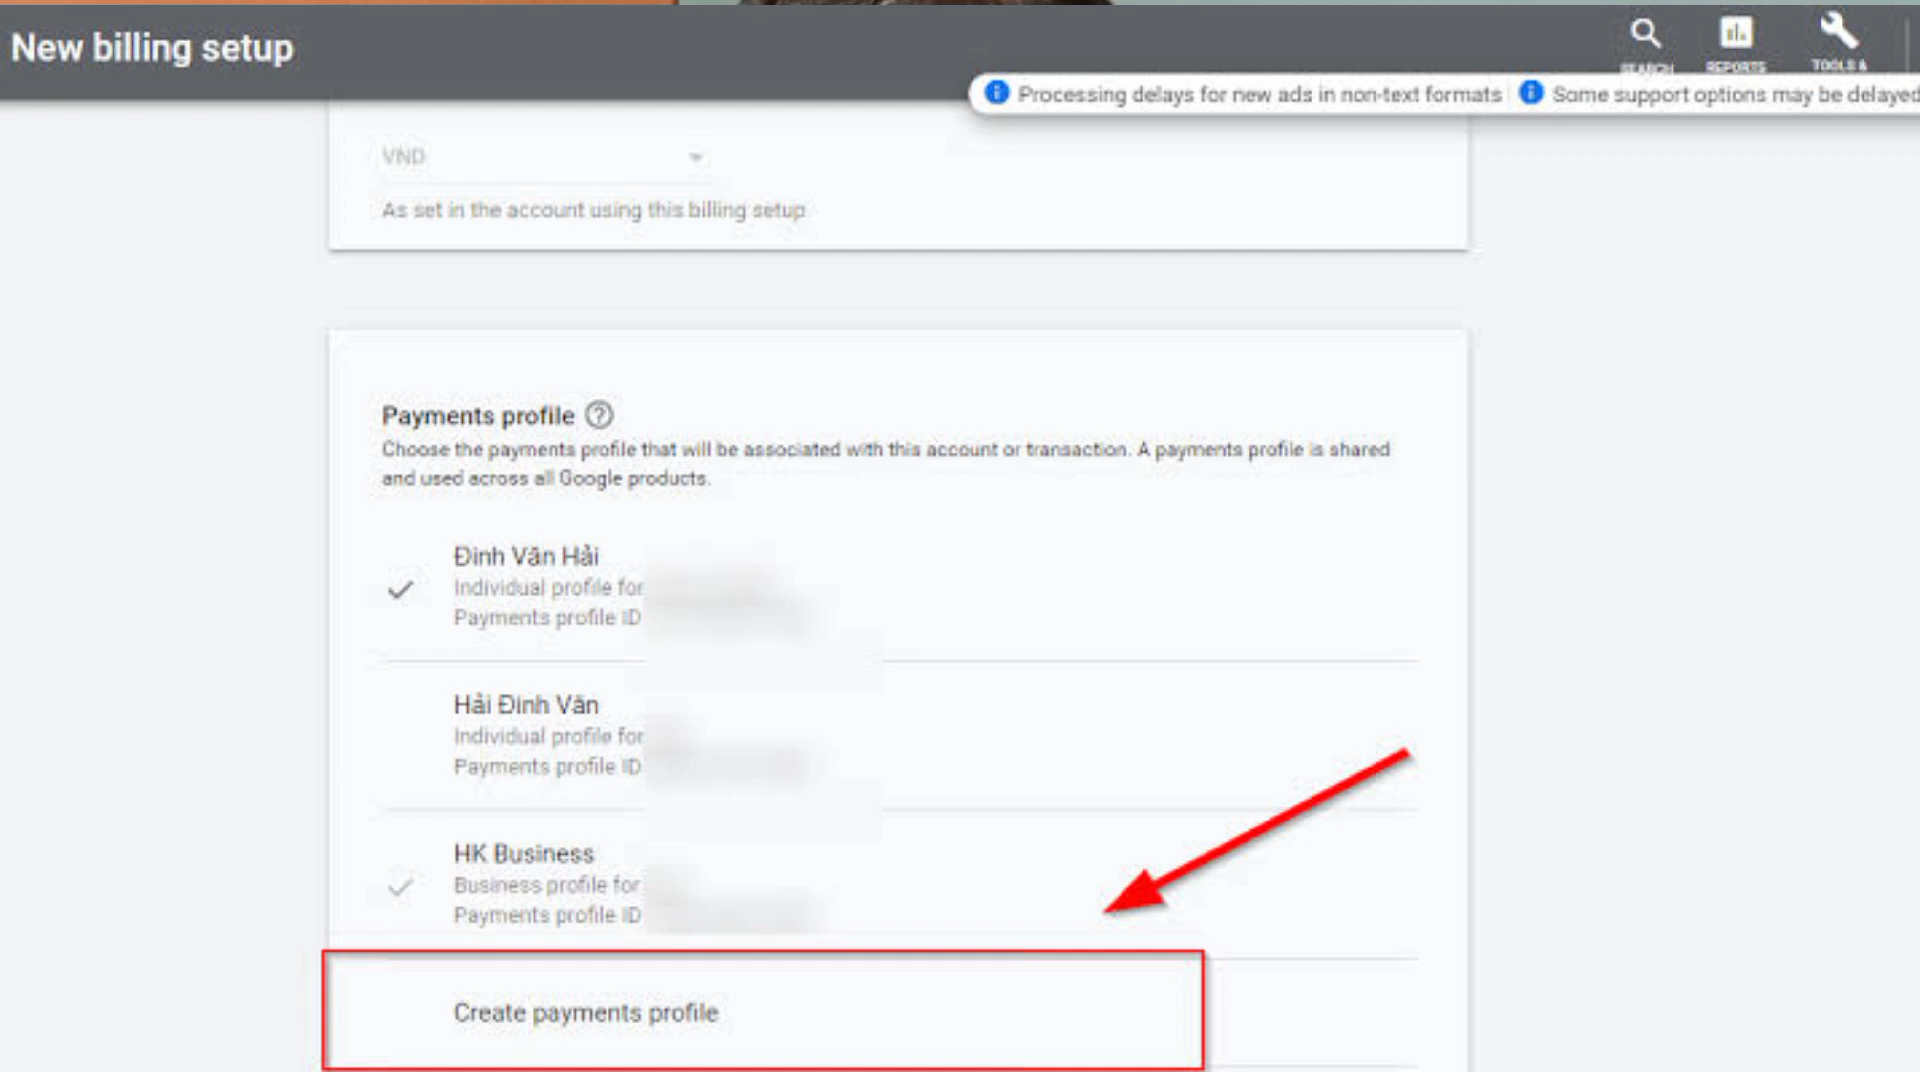 New billing setup
SEARCH
REPORTS
TOOLS &
Processing delays for new ads in non-text formats
Some support options may be delayed
VND
As set in the account using this billing setup
Payments profile
Choose the payments profile that will be associated with this account or transaction. A payments profile is shared
and used across all Google products.
Đinh Văn Hải
Individual profile for
Payments profile ID
Hải Đinh Văn
Individual profile for
Payments profile ID
HK Business
Business profile for
Payments profile ID
Create payments profile